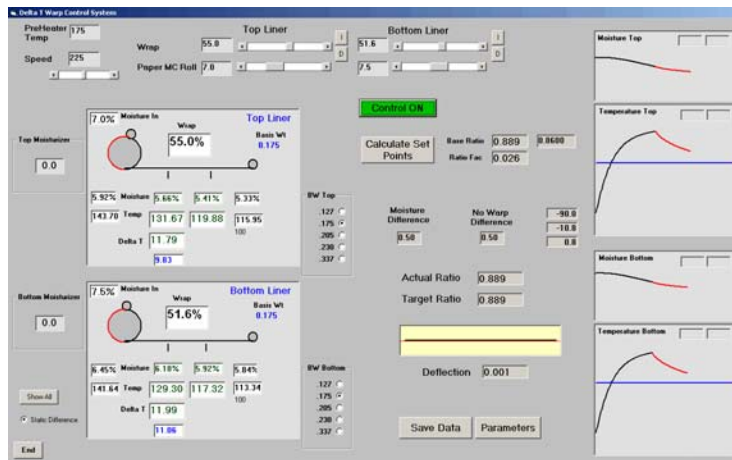 Delta T Warp Control System
PreHeater Temp 175
Speed 225
Top Liner
Wrap 55.0
Paper MC Roll 7.0
I
D
Bottom Liner
51.6
7.5
I
D
Moisture Top
Temperature Top
Moisture Bottom
Temperature Bottom
Top Moisturizer
0.0
7.0% Moisture In
Top Liner
Wrap
55.0%
Basis Wt
0.175
5.92% Moisture 5.66% 5.41% 5.33%
143.70 Temp 131.67 119.88 115.95
100
Delta T 11.79
9.83
BW Top
.127
.175
.205
.230
.337
Control ON
Calculate Set Points
Base Ratio 0.889 0.8600
Ratio Fac 0.026
Moisture Difference
0.50
No Warp Difference
0.50
-90.0
-10.0
0.0
Actual Ratio 0.889
Target Ratio 0.889
Deflection 0.001
Save Data
Parameters
Bottom Moisturizer
0.0
7.5% Moisture In
Bottom Liner
Wrap
51.6%
Basis Wt
0.175
6.45% Moisture 6.18% 5.92% 5.84%
141.64 Temp 129.30 117.32 113.34
100
Delta T 11.99
11.06
BW Bottom
.127
.175
.205
.230
.337
Show All
Static Difference
End